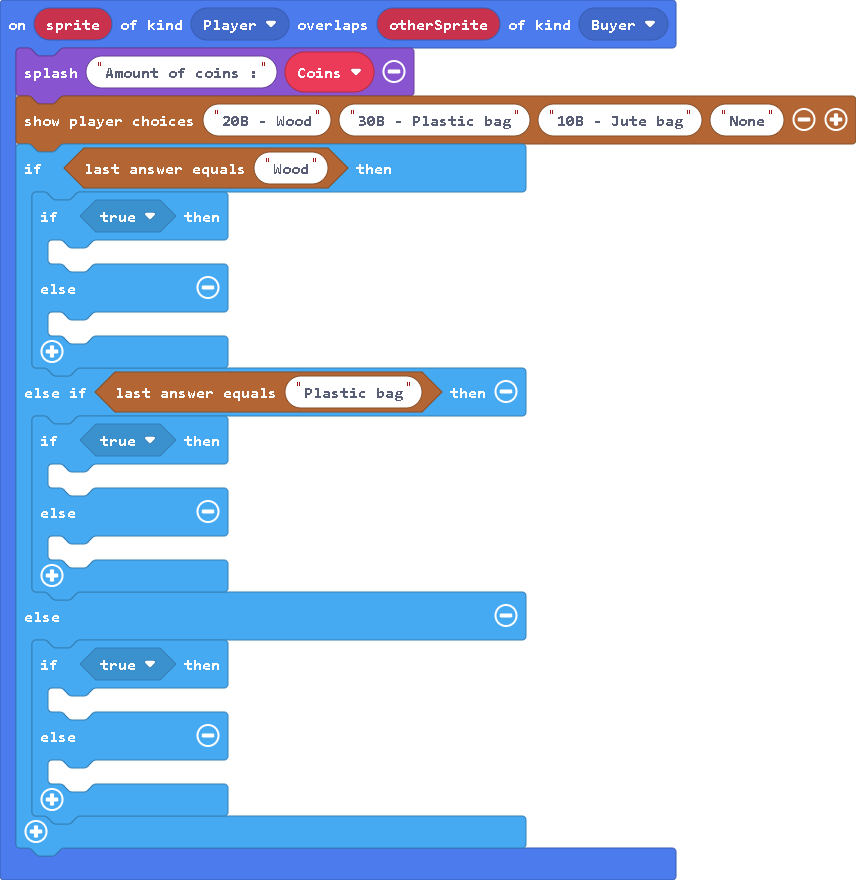 on sprite of kind Player overlaps otherSprite of kind Buyer
splash "Amount of coins :" Coins
show player choices "20B - Wood" "30B - Plastic bag" "10B - Jute bag" "None"
if last answer equals "Wood" then
if true then
else
else if last answer equals "Plastic bag" then
if true then
else
else
if true then
else